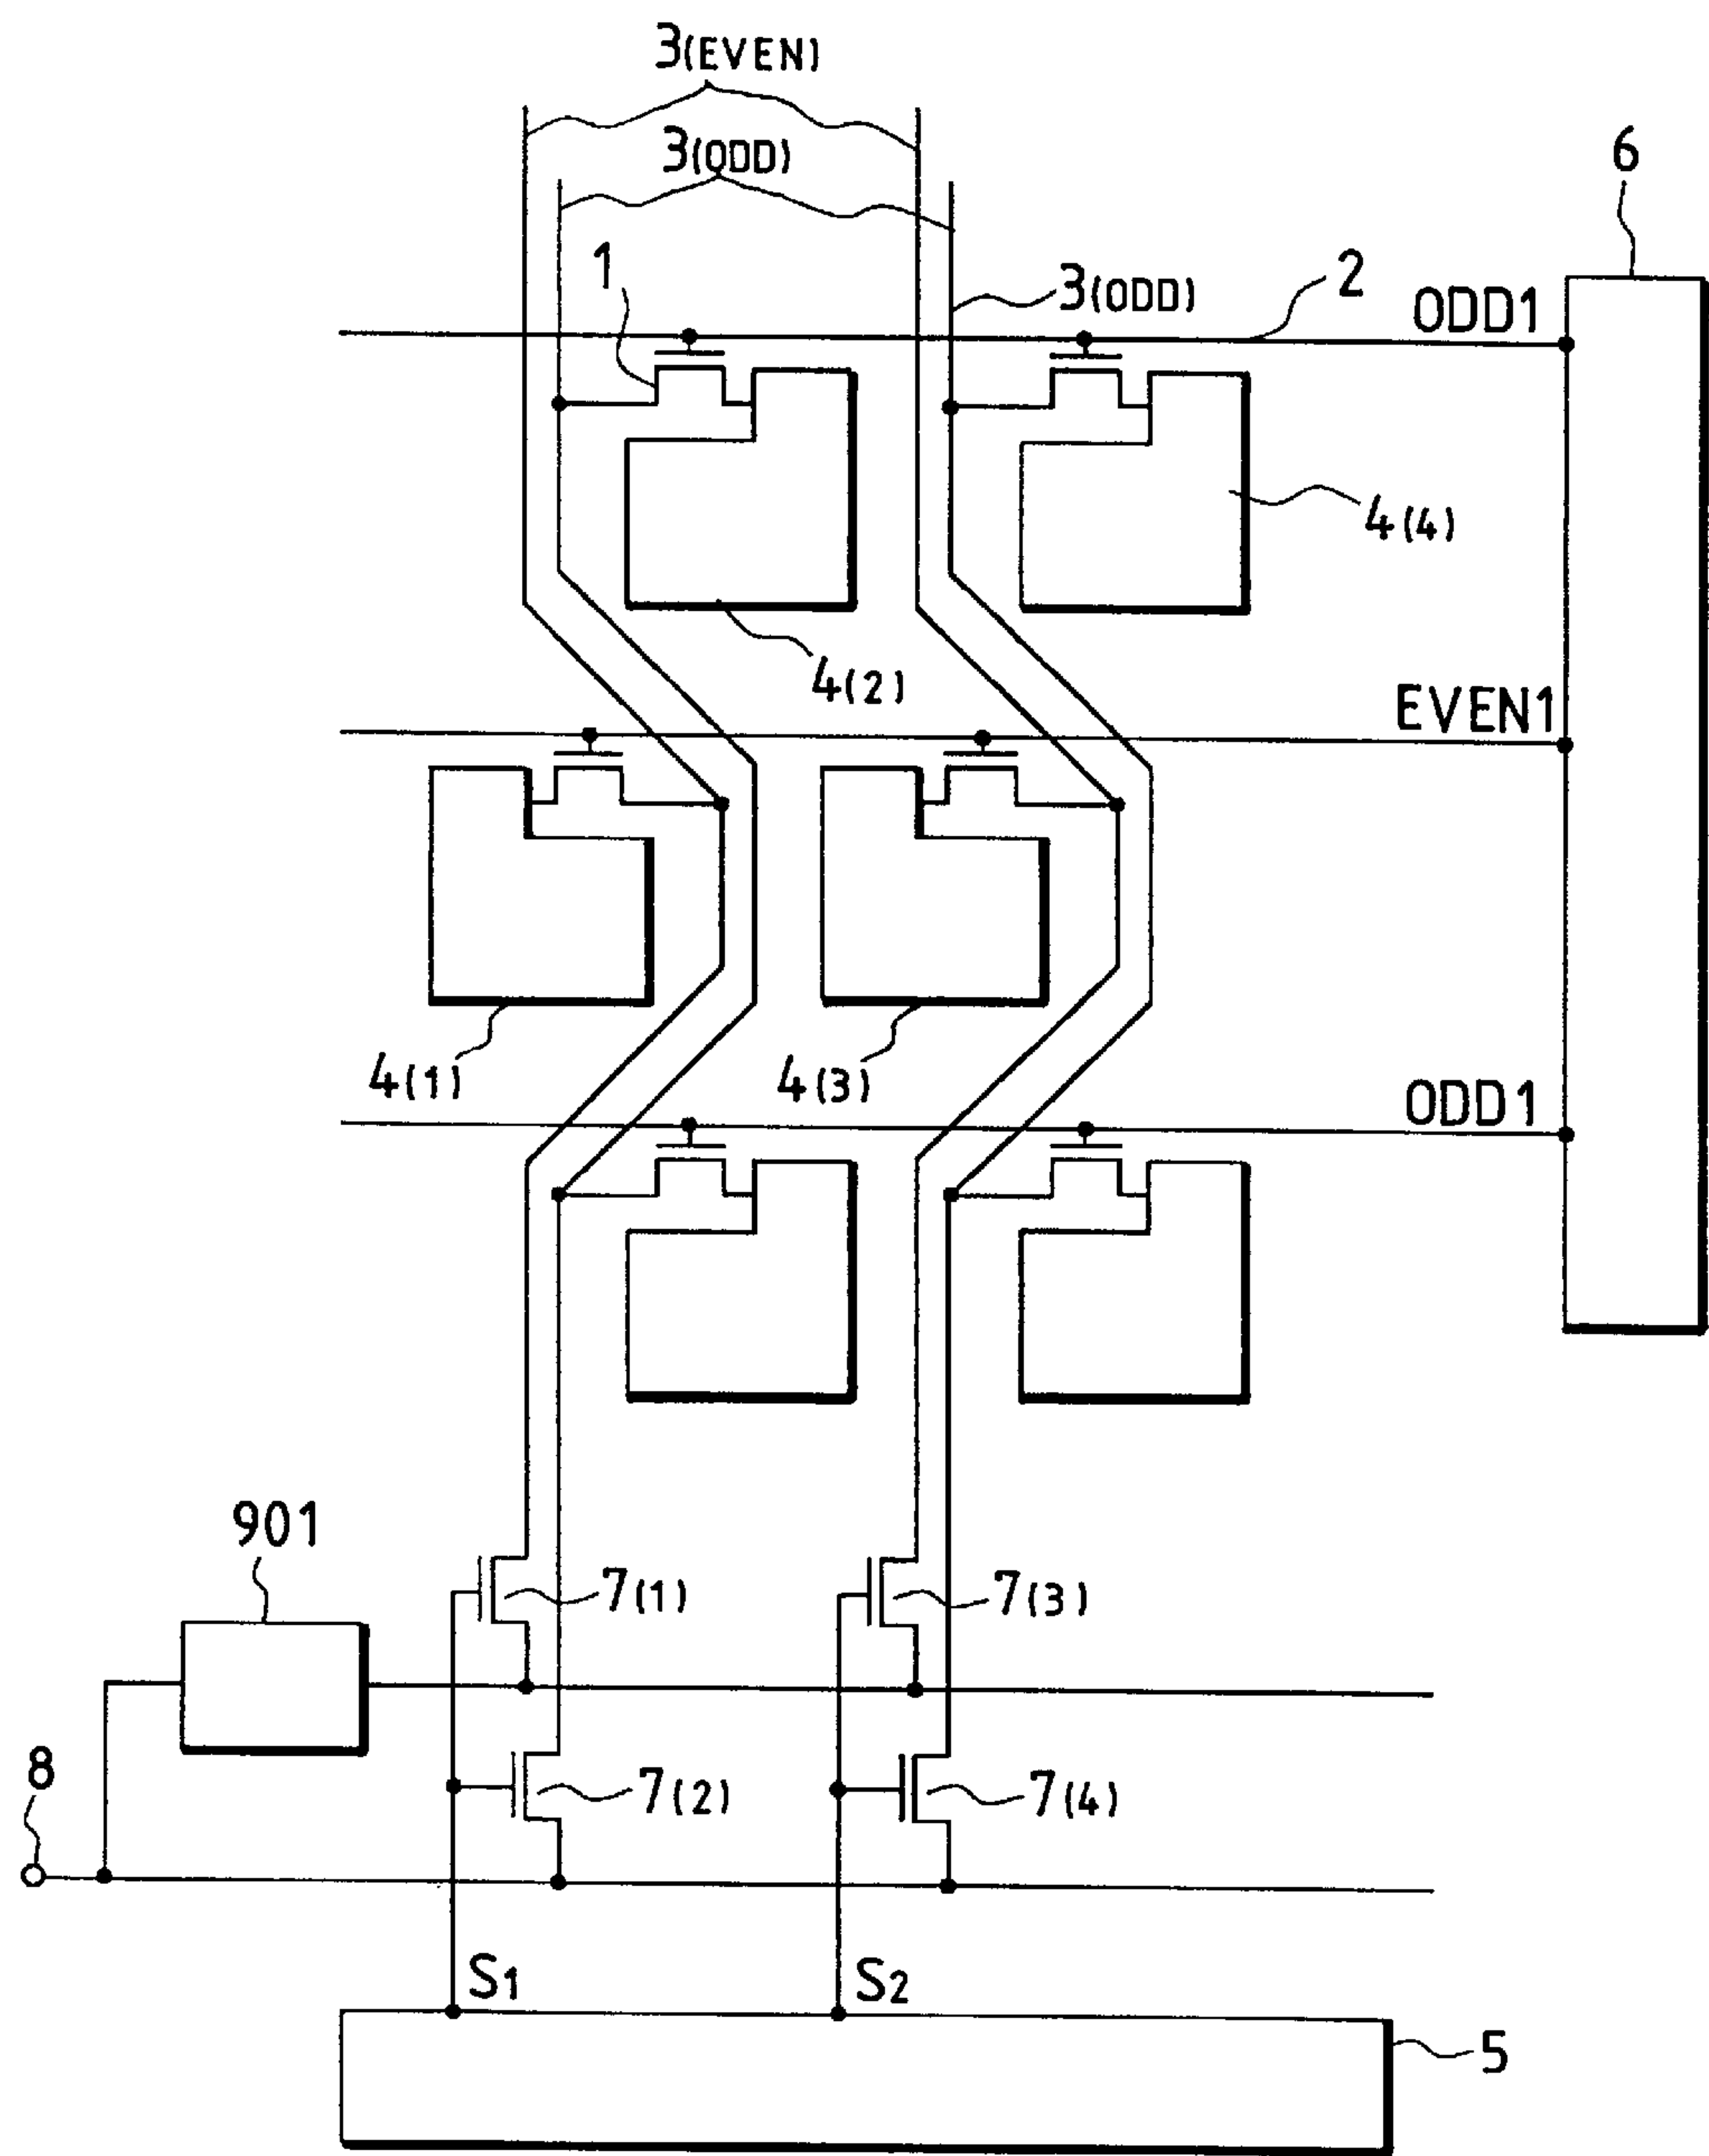 3(EVEN)
3(ODD)
6
1
3(ODD)
2
ODD1
4(4)
4(2)
EVEN1
4(1)
4(3)
ODD1
901
7(1)
7(3)
8
7(2)
7(4)
S1
S2
5